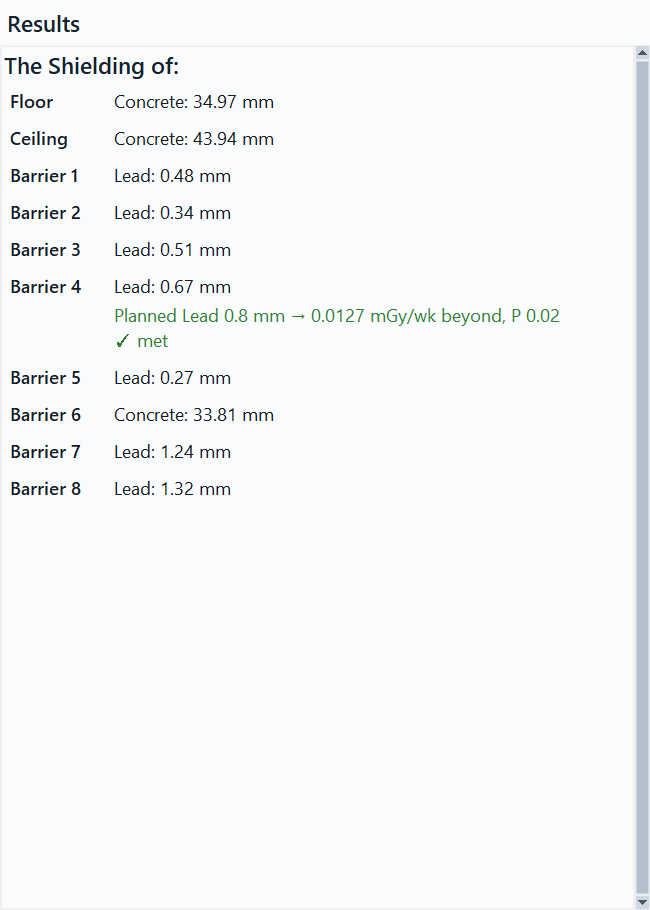 Results
The Shielding of:
Floor Concrete: 34.97 mm
Ceiling Concrete: 43.94 mm
Barrier 1 Lead: 0.48 mm
Barrier 2 Lead: 0.34 mm
Barrier 3 Lead: 0.51 mm
Barrier 4 Lead: 0.67 mm
Planned Lead 0.8 mm → 0.0127 mGy/wk beyond, P 0.02
✓ met
Barrier 5 Lead: 0.27 mm
Barrier 6 Concrete: 33.81 mm
Barrier 7 Lead: 1.24 mm
Barrier 8 Lead: 1.32 mm